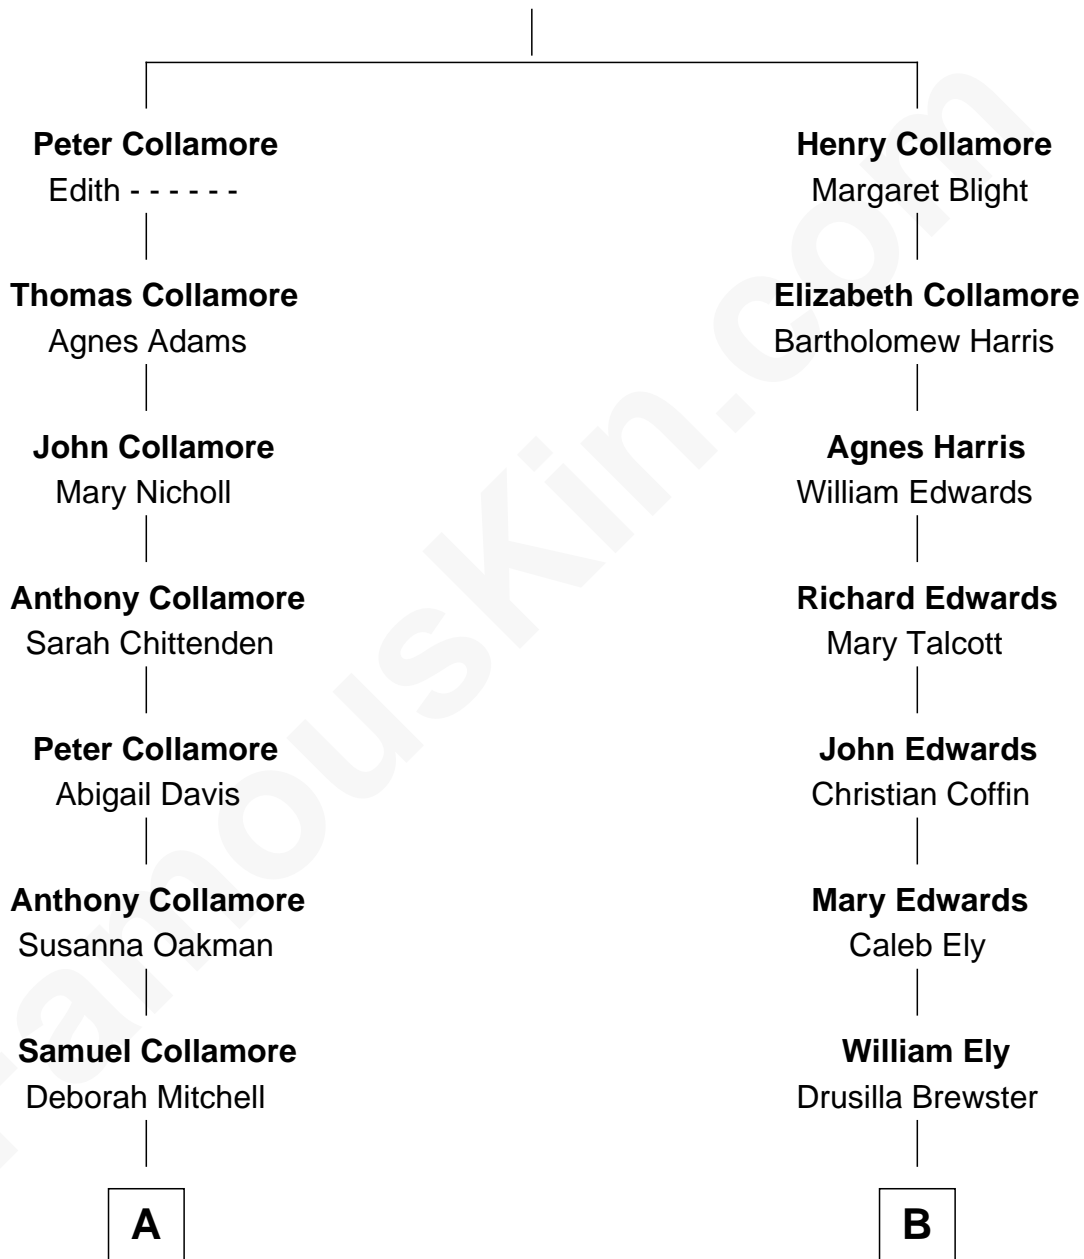 Peter Collamore
Edith - - - - - -
Thomas Collamore
Agnes Adams
John Collamore
Mary Nicholl
Anthony Collamore
Sarah Chittenden
Peter Collamore
Abigail Davis
Anthony Collamore
Susanna Oakman
Samuel Collamore
Deborah Mitchell
A
Henry Collamore
Margaret Blight
Elizabeth Collamore
Bartholomew Harris
Agnes Harris
William Edwards
Richard Edwards
Mary Talcott
John Edwards
Christian Coffin
Mary Edwards
Caleb Ely
William Ely
Drusilla Brewster
B
FamousKin.com